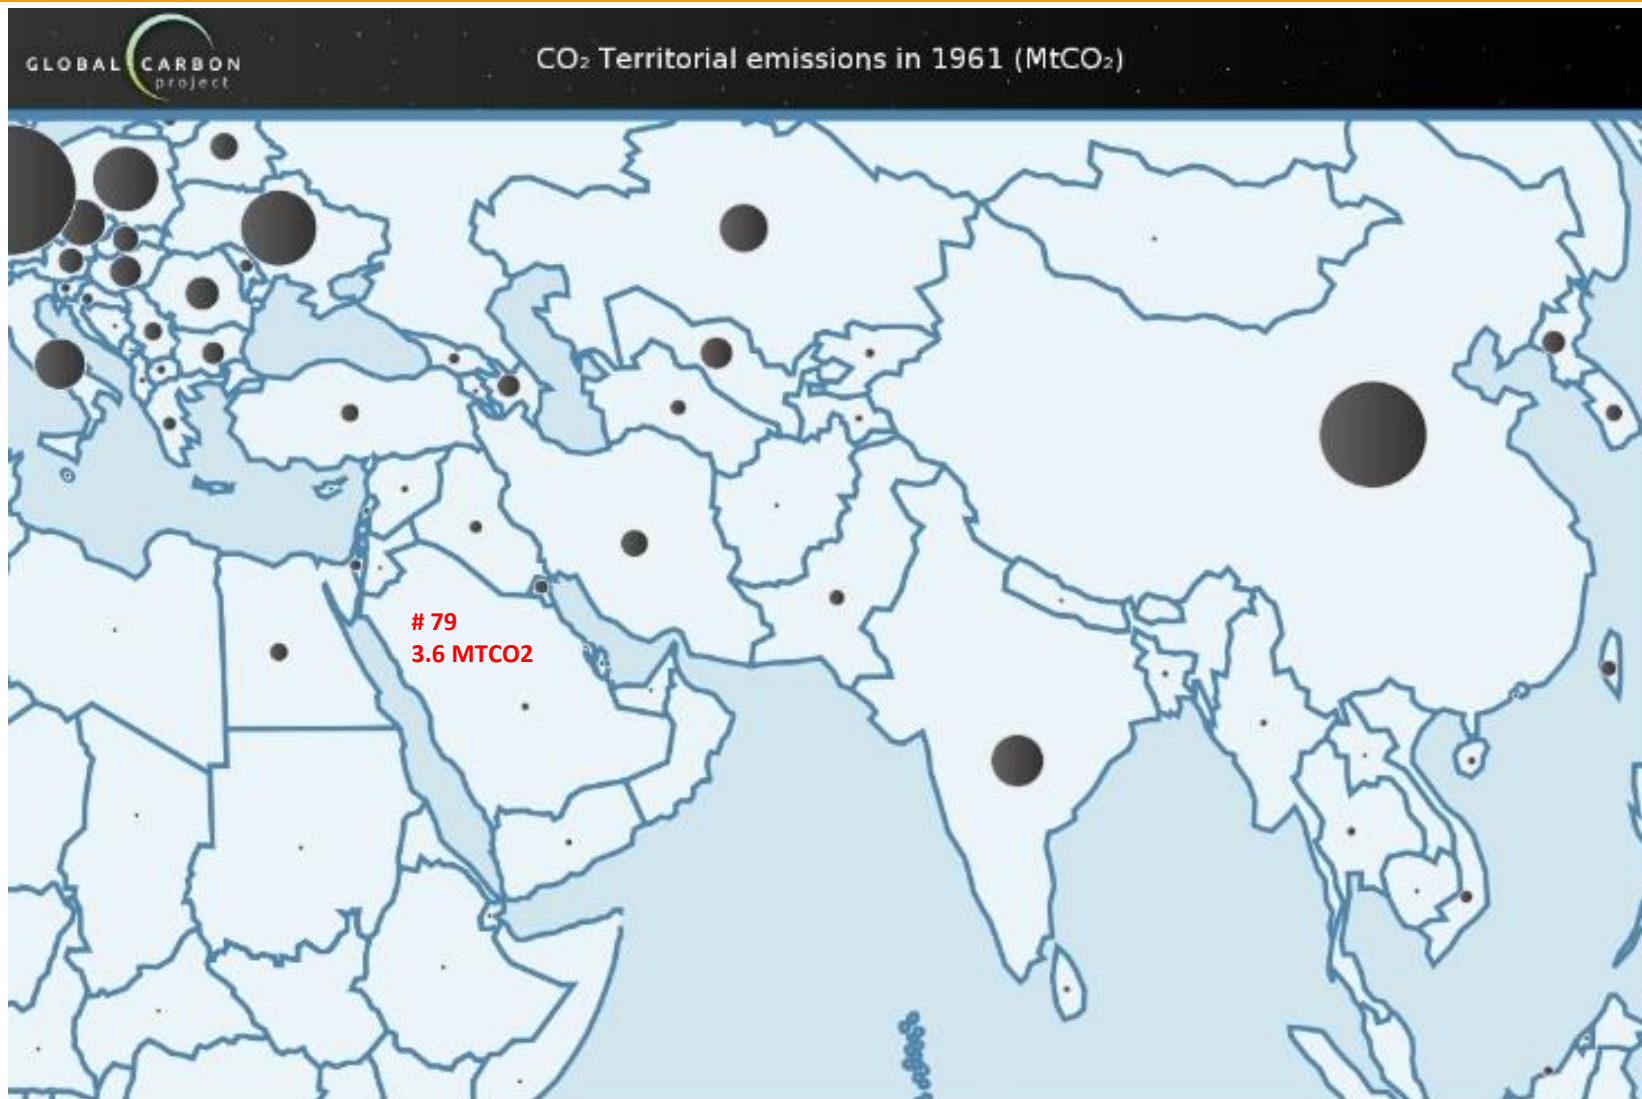 GLOBAL CARBON
project
CO₂ Territorial emissions in 1961 (MtCO₂)
# 79
3.6 MTCO2